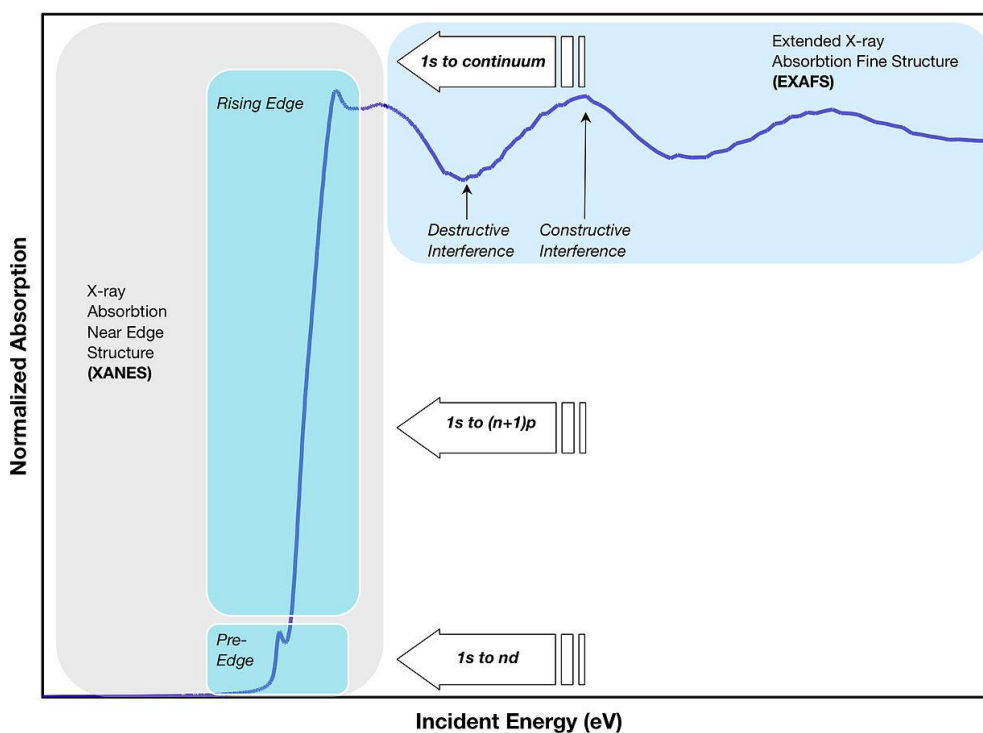 1s to continuum
Extended X-ray
Absorbtion Fine Structure
(EXAFS)
Rising Edge
Destructive
Interference
Constructive
Interference
X-ray
Absorbtion
Near Edge
Structure
(XANES)
1s to (n+1)p
Pre-
Edge
1s to nd
Normalized Absorption
Incident Energy (eV)